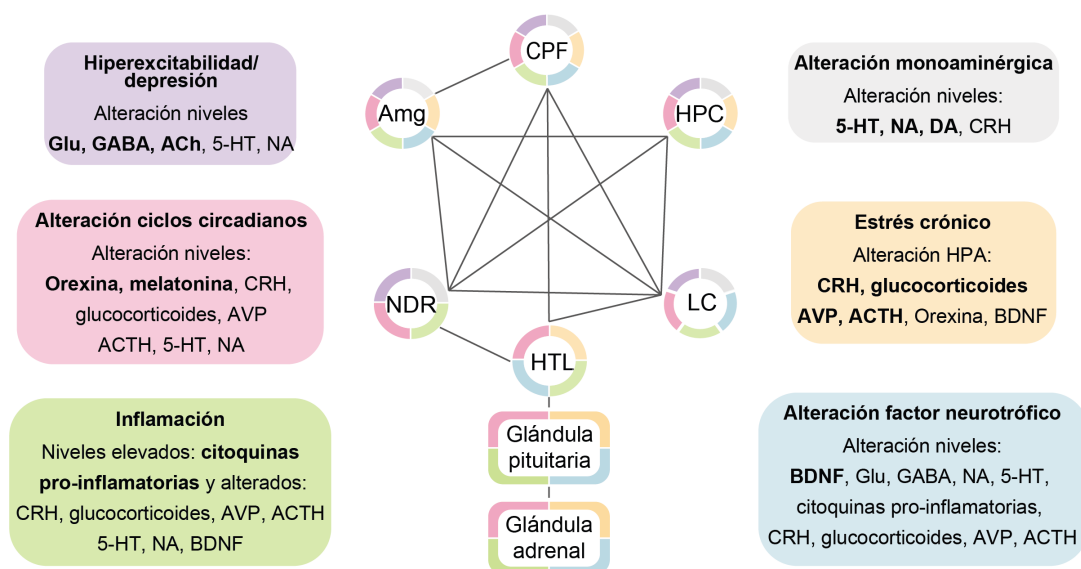 Hiperexcitabilidad/
depresión
Alteración niveles
Glu, GABA, ACh, 5-HT, NA
Alteración ciclos circadianos
Alteración niveles:
Orexina, melatonina, CRH,
glucocorticoides, AVP
ACTH, 5-HT, NA
Inflamación
Niveles elevados: citoquinas
pro-inflamatorias y alterados:
CRH, glucocorticoides, AVP, ACTH
5-HT, NA, BDNF
CPF
Amg
HPC
NDR
LC
HTL
Glándula
pituitaria
Glándula
adrenal
Alteración monoaminérgica
Alteración niveles:
5-HT, NA, DA, CRH
Estrés crónico
Alteración HPA:
CRH, glucocorticoides
AVP, ACTH, Orexina, BDNF
Alteración factor neurotrófico
Alteración niveles:
BDNF, Glu, GABA, NA, 5-HT,
citoquinas pro-inflamatorias,
CRH, glucocorticoides, AVP, ACTH